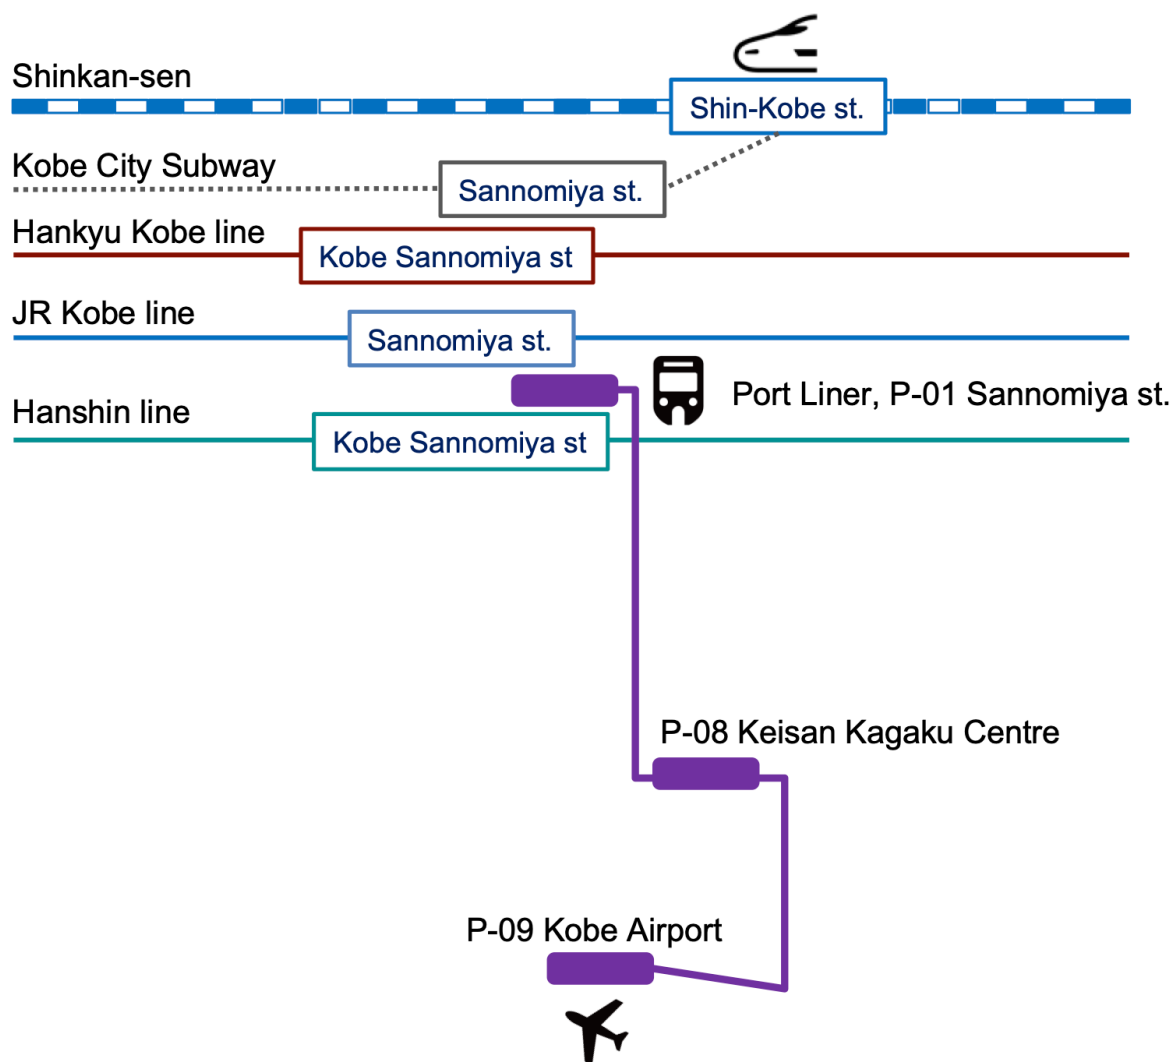 Shinkan-sen
Shin-Kobe st.
Kobe City Subway
Sannomiya st.
Hankyu Kobe line
Kobe Sannomiya st
JR Kobe line
Sannomiya st.
Port Liner, P-01 Sannomiya st.
Hanshin line
Kobe Sannomiya st
P-08 Keisan Kagaku Centre
P-09 Kobe Airport